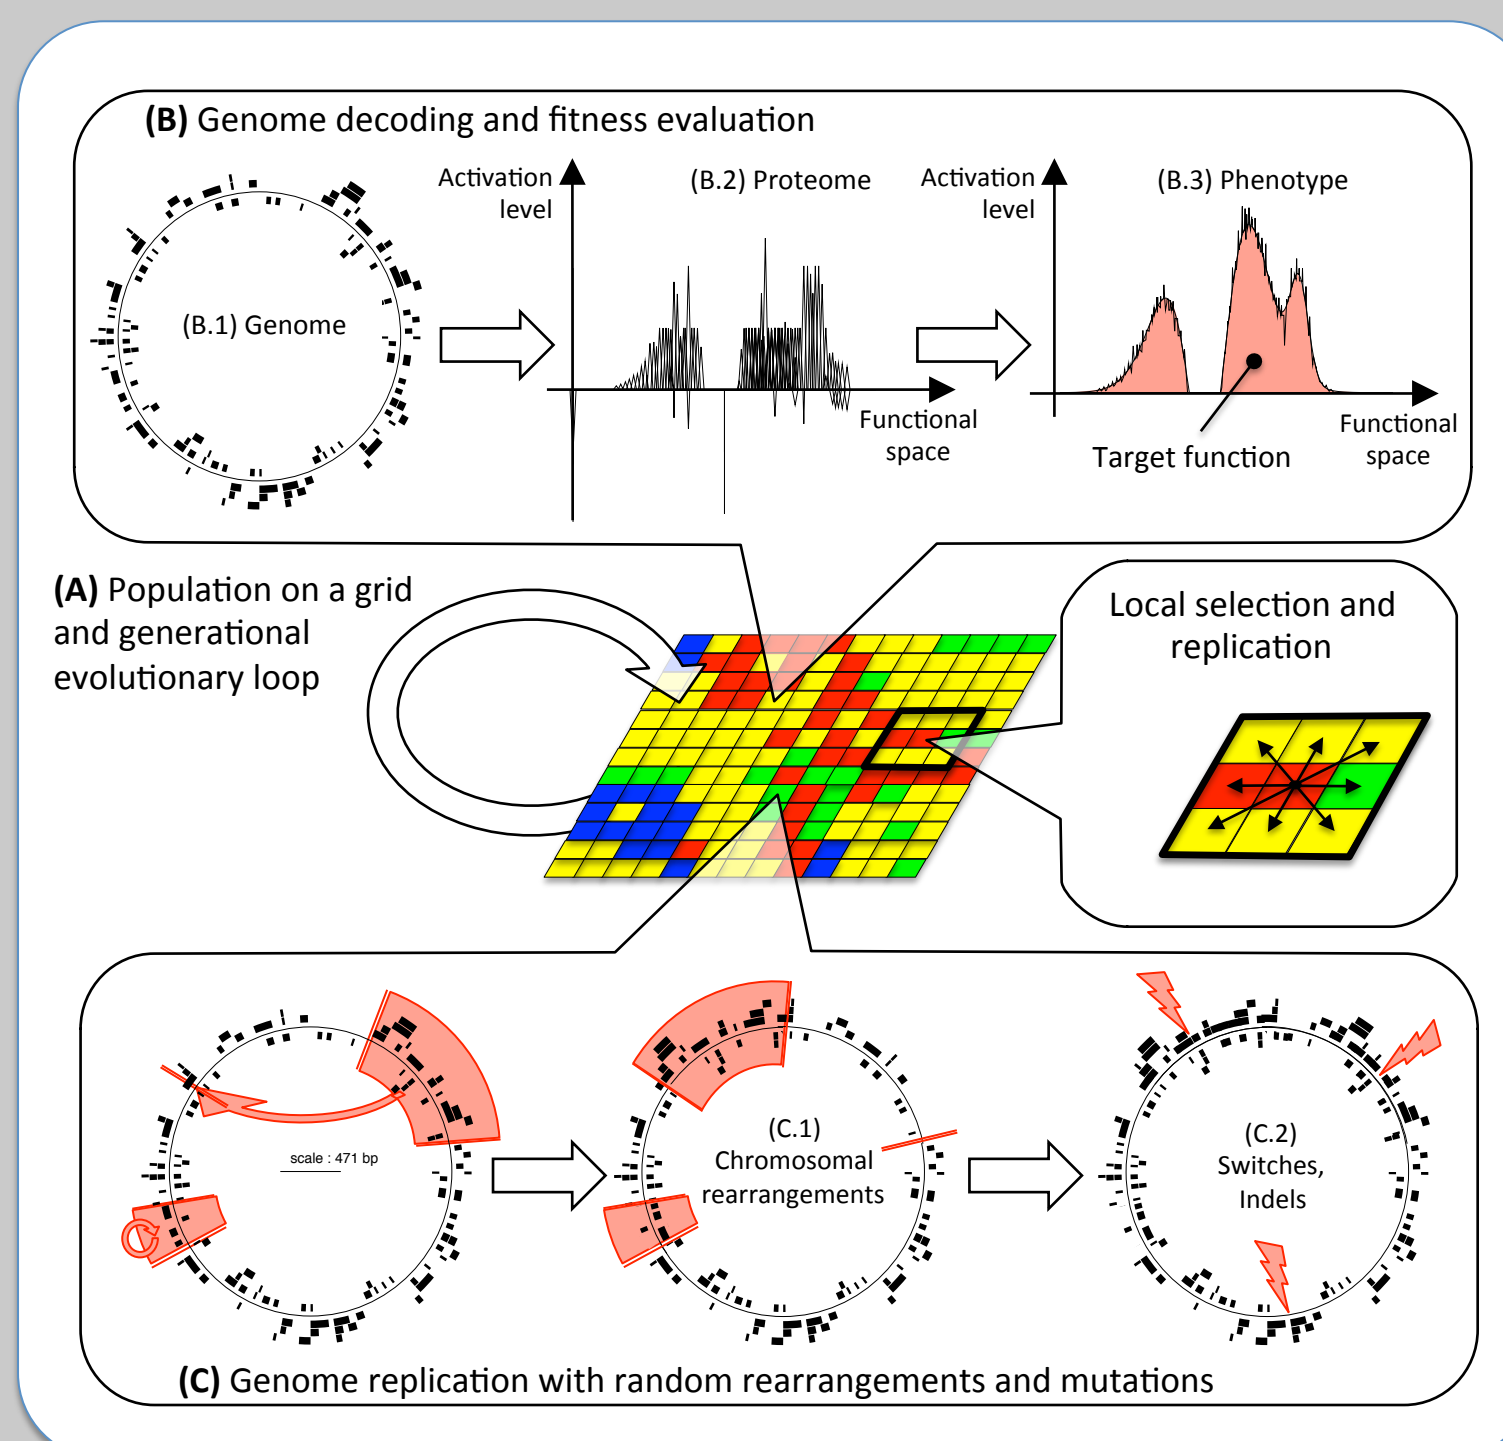 (B) Genome decoding and fitness evaluation
Activation
level
(B.2) Proteome
Activation
level
(B.3) Phenotype
(B.1) Genome
Functional
space
Target function
Functional
space
(A) Population on a grid
and generational
evolutionary loop
Local selection and
replication
scale : 471 bp
(C.1)
Chromosomal
rearrangements
(C.2)
Switches,
Indels
(C) Genome replication with random rearrangements and mutations